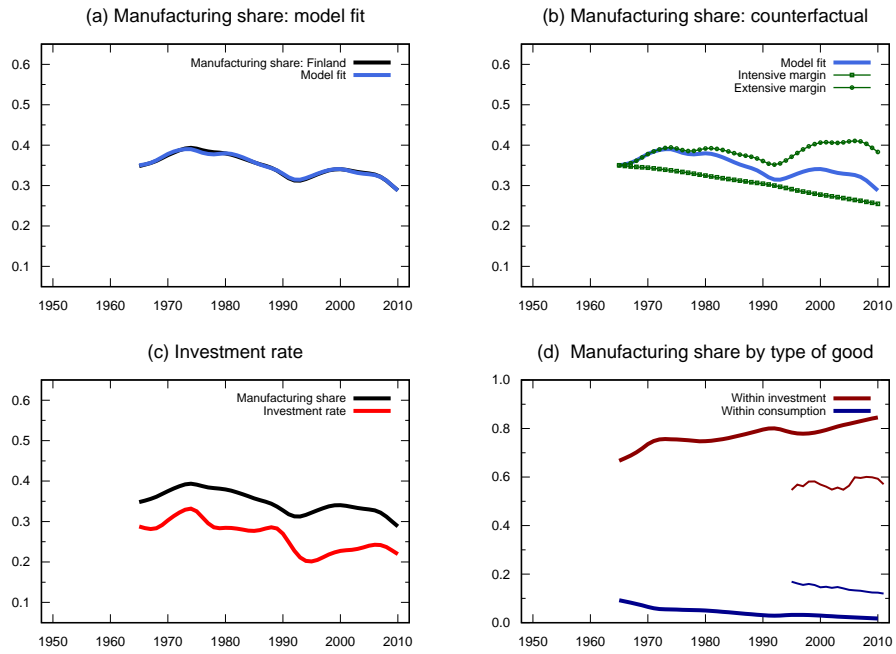 (a) Manufacturing share: model fit
0.6
0.5
0.4
0.3
0.2
0.1
Manufacturing share: Finland
Model fit
1950 1960 1970 1980 1990 2000 2010
(b) Manufacturing share: counterfactual
0.6
0.5
0.4
0.3
0.2
0.1
Model fit
Intensive margin
Extensive margin
1950 1960 1970 1980 1990 2000 2010
(c) Investment rate
0.6
0.5
0.4
0.3
0.2
0.1
Manufacturing share
Investment rate
1950 1960 1970 1980 1990 2000 2010
(d) Manufacturing share by type of good
1.0
0.8
0.6
0.4
0.2
0.0
Within investment
Within consumption
1950 1960 1970 1980 1990 2000 2010